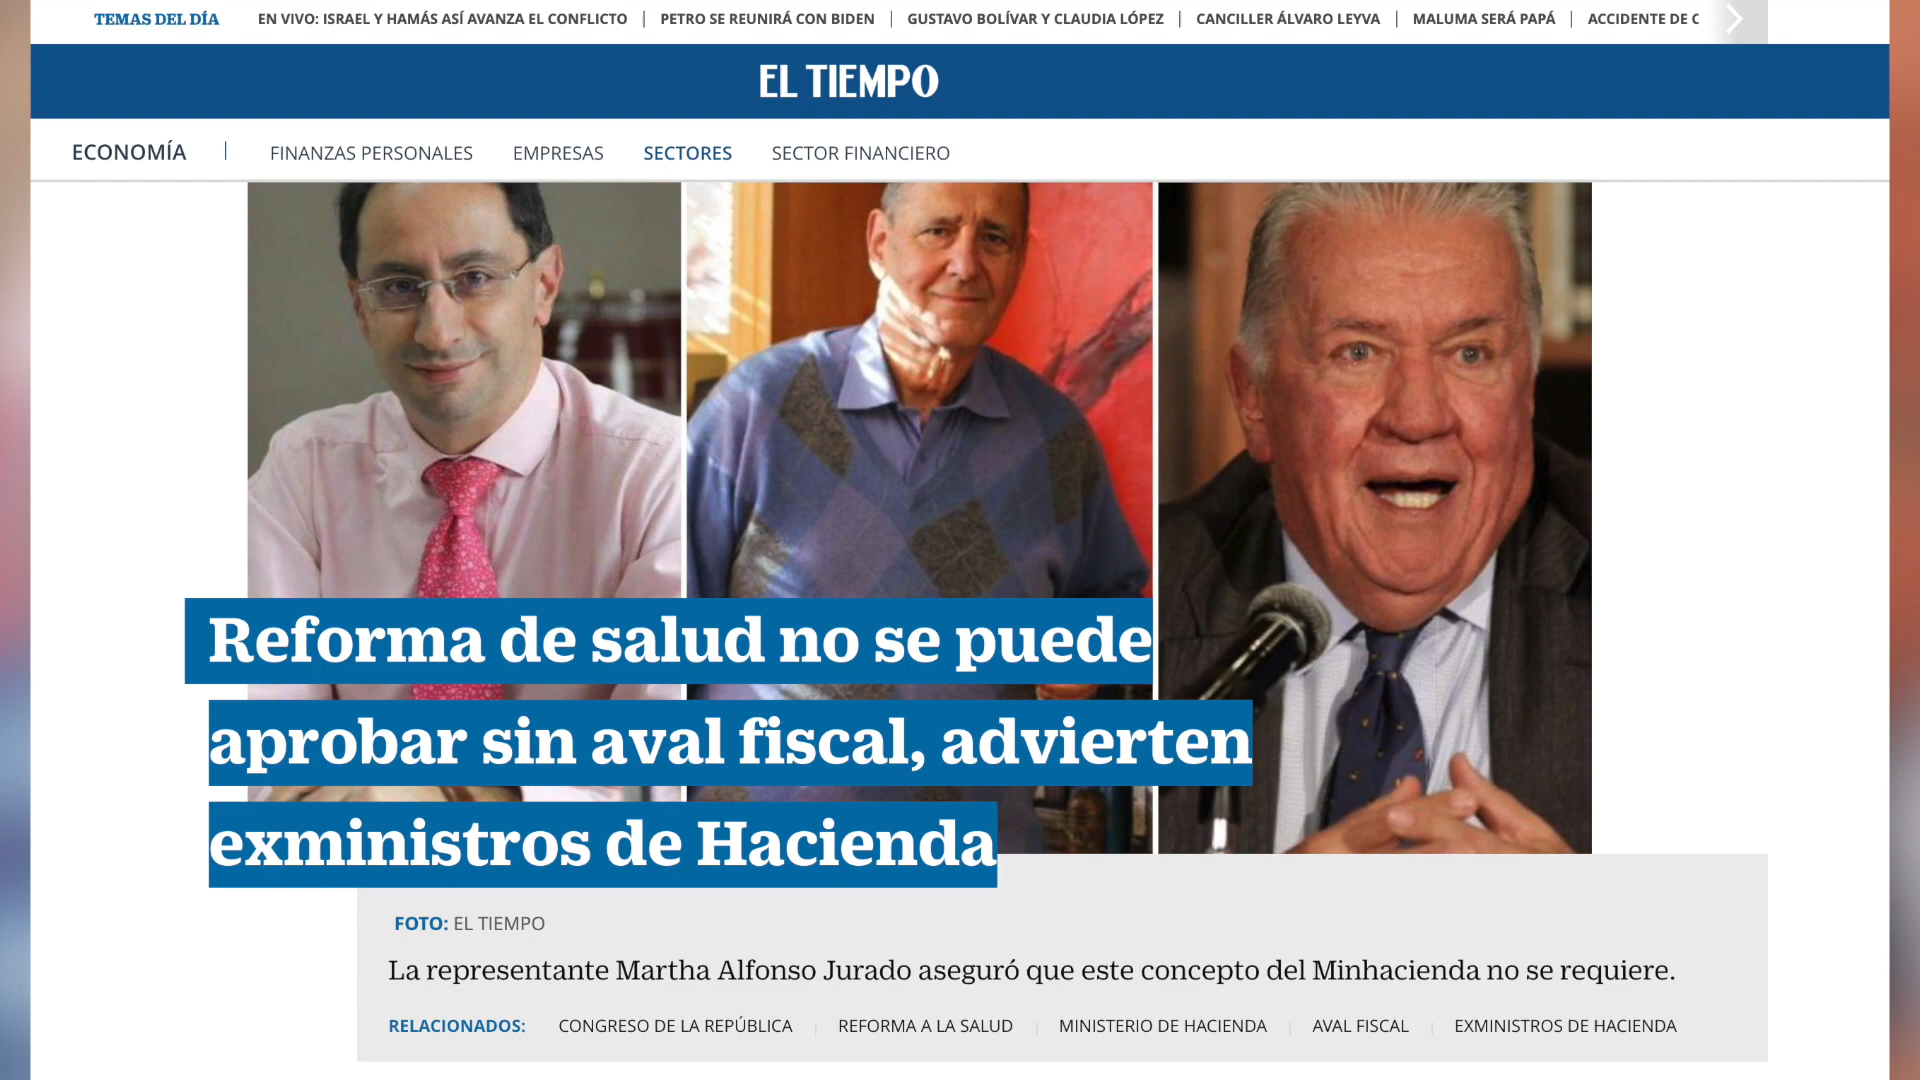 TEMAS DEL DÍA EN VIVO: ISRAEL Y HAMÁS ASÍ AVANZA EL CONFLICTO | PETRO SE REUNIRÁ CON BIDEN | GUSTAVO BOLÍVAR Y CLAUDIA LÓPEZ | CANCILLER ÁLVARO LEYVA | MALUMA SERÁ PAPÁ | ACCIDENTE DE
EL TIEMPO
ECONOMÍA | FINANZAS PERSONALES EMPRESAS SECTORES SECTOR FINANCIERO
Reforma de salud no se puede
aprobar sin aval fiscal, advierten
exministros de Hacienda
FOTO: EL TIEMPO
La representante Martha Alfonso Jurado aseguró que este concepto del Minhacienda no se requiere.
RELACIONADOS: CONGRESO DE LA REPÚBLICA | REFORMA A LA SALUD | MINISTERIO DE HACIENDA | AVAL FISCAL | EXMINISTROS DE HACIENDA